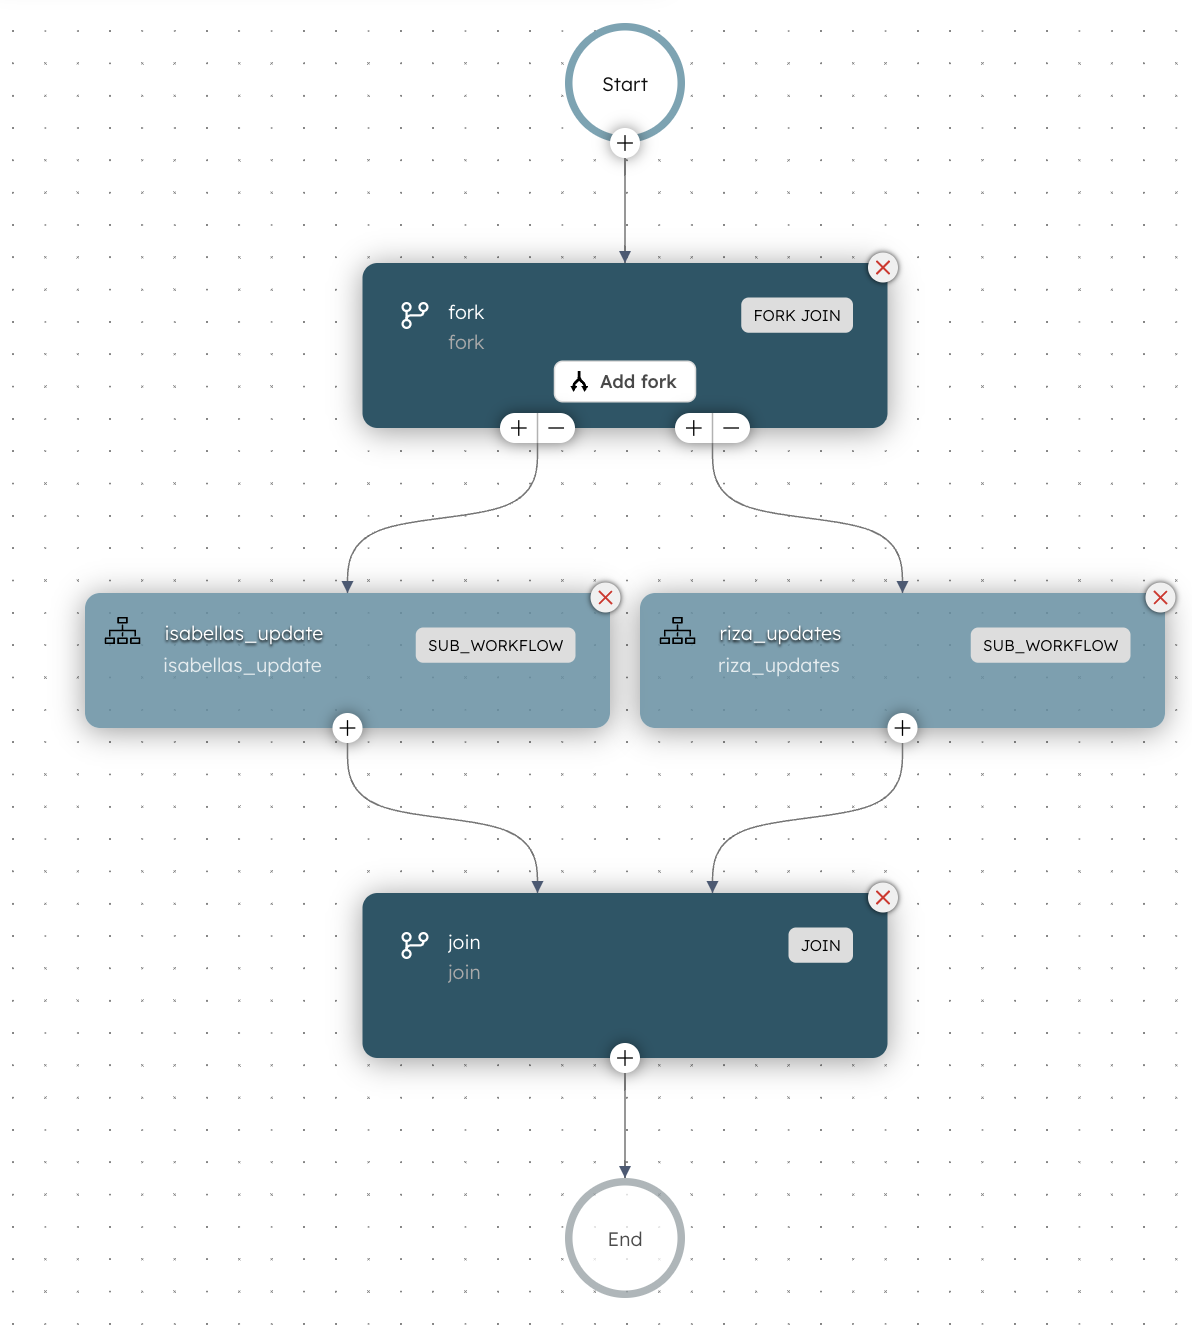 Start
fork
FORK JOIN
fork
Add fork
isabellas_update
SUB_WORKFLOW
isabellas_update
riza_updates
SUB_WORKFLOW
riza_updates
join
JOIN
join
End